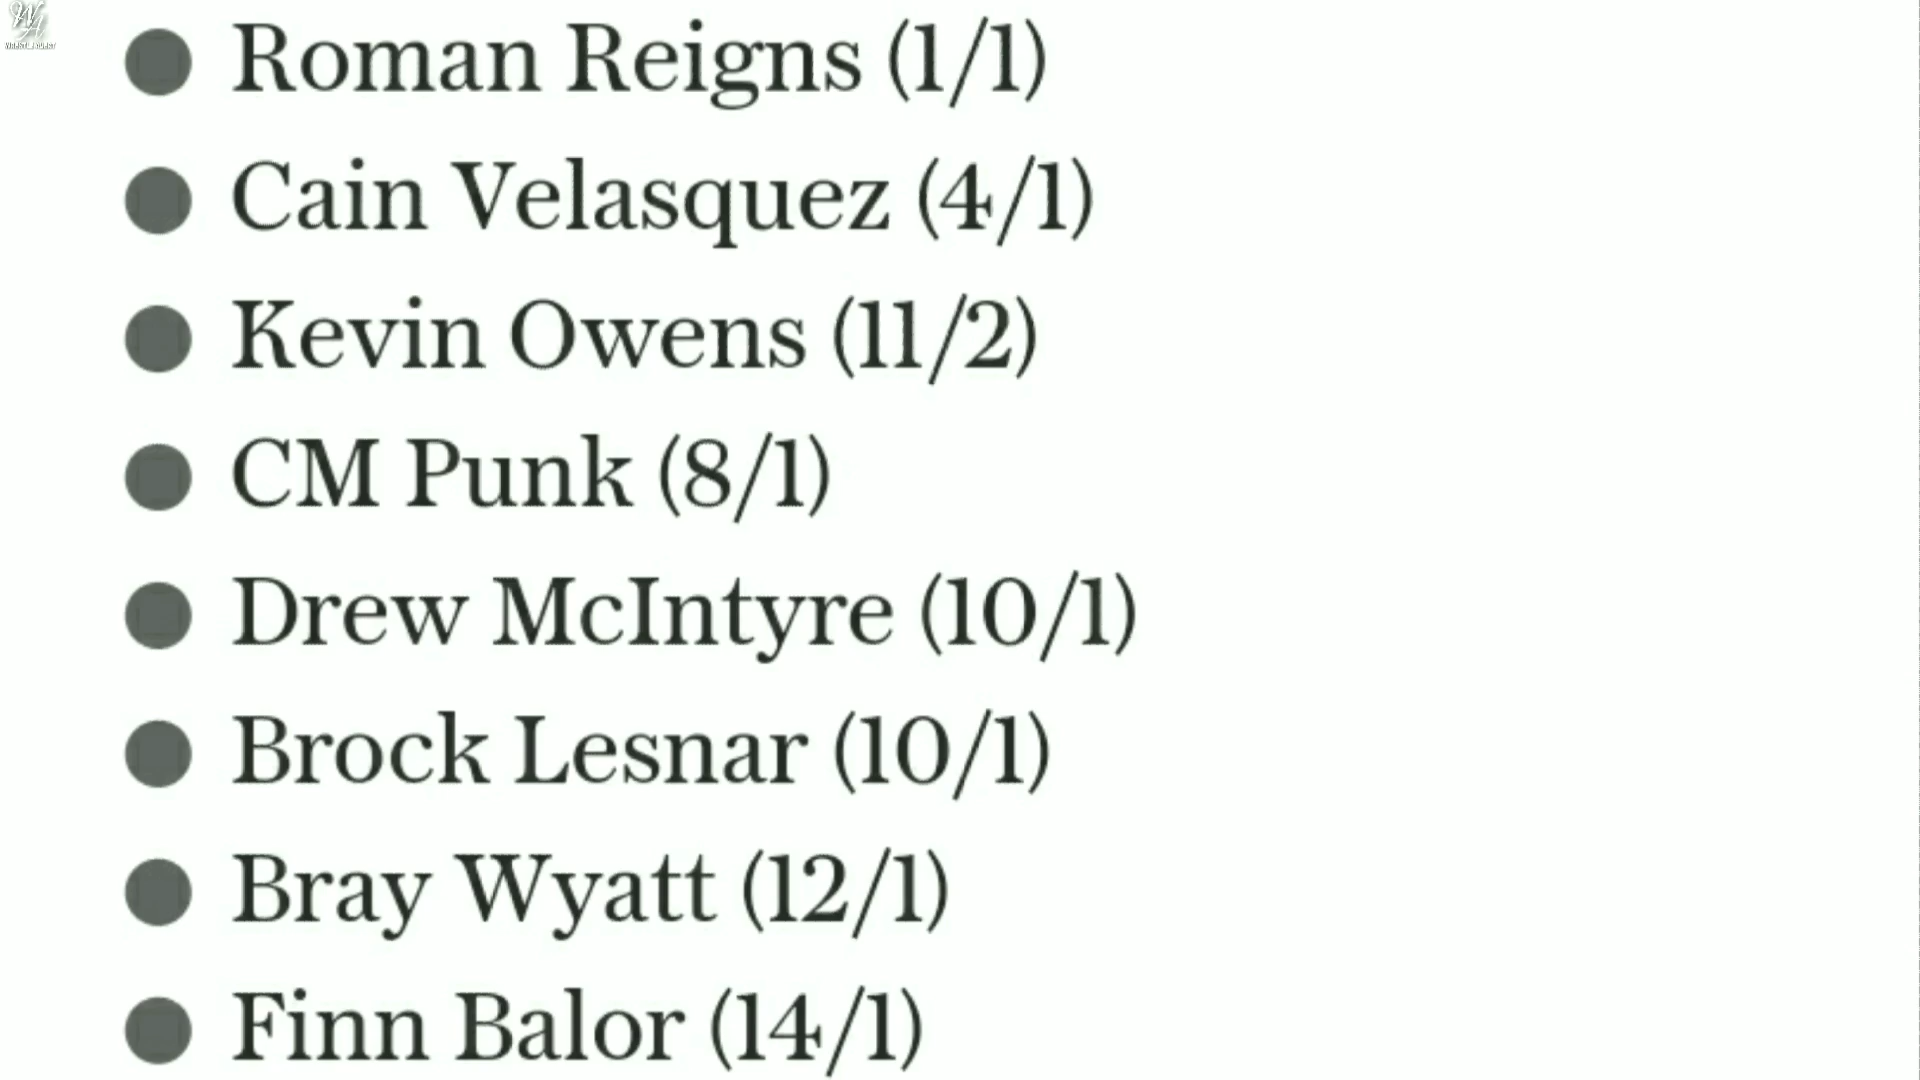 Roman Reigns (1/1)
Cain Velasquez (4/1)
Kevin Owens (11/2)
CM Punk (8/1)
Drew McIntyre (10/1)
Brock Lesnar (10/1)
Bray Wyatt (12/1)
Finn Balor (14/1)